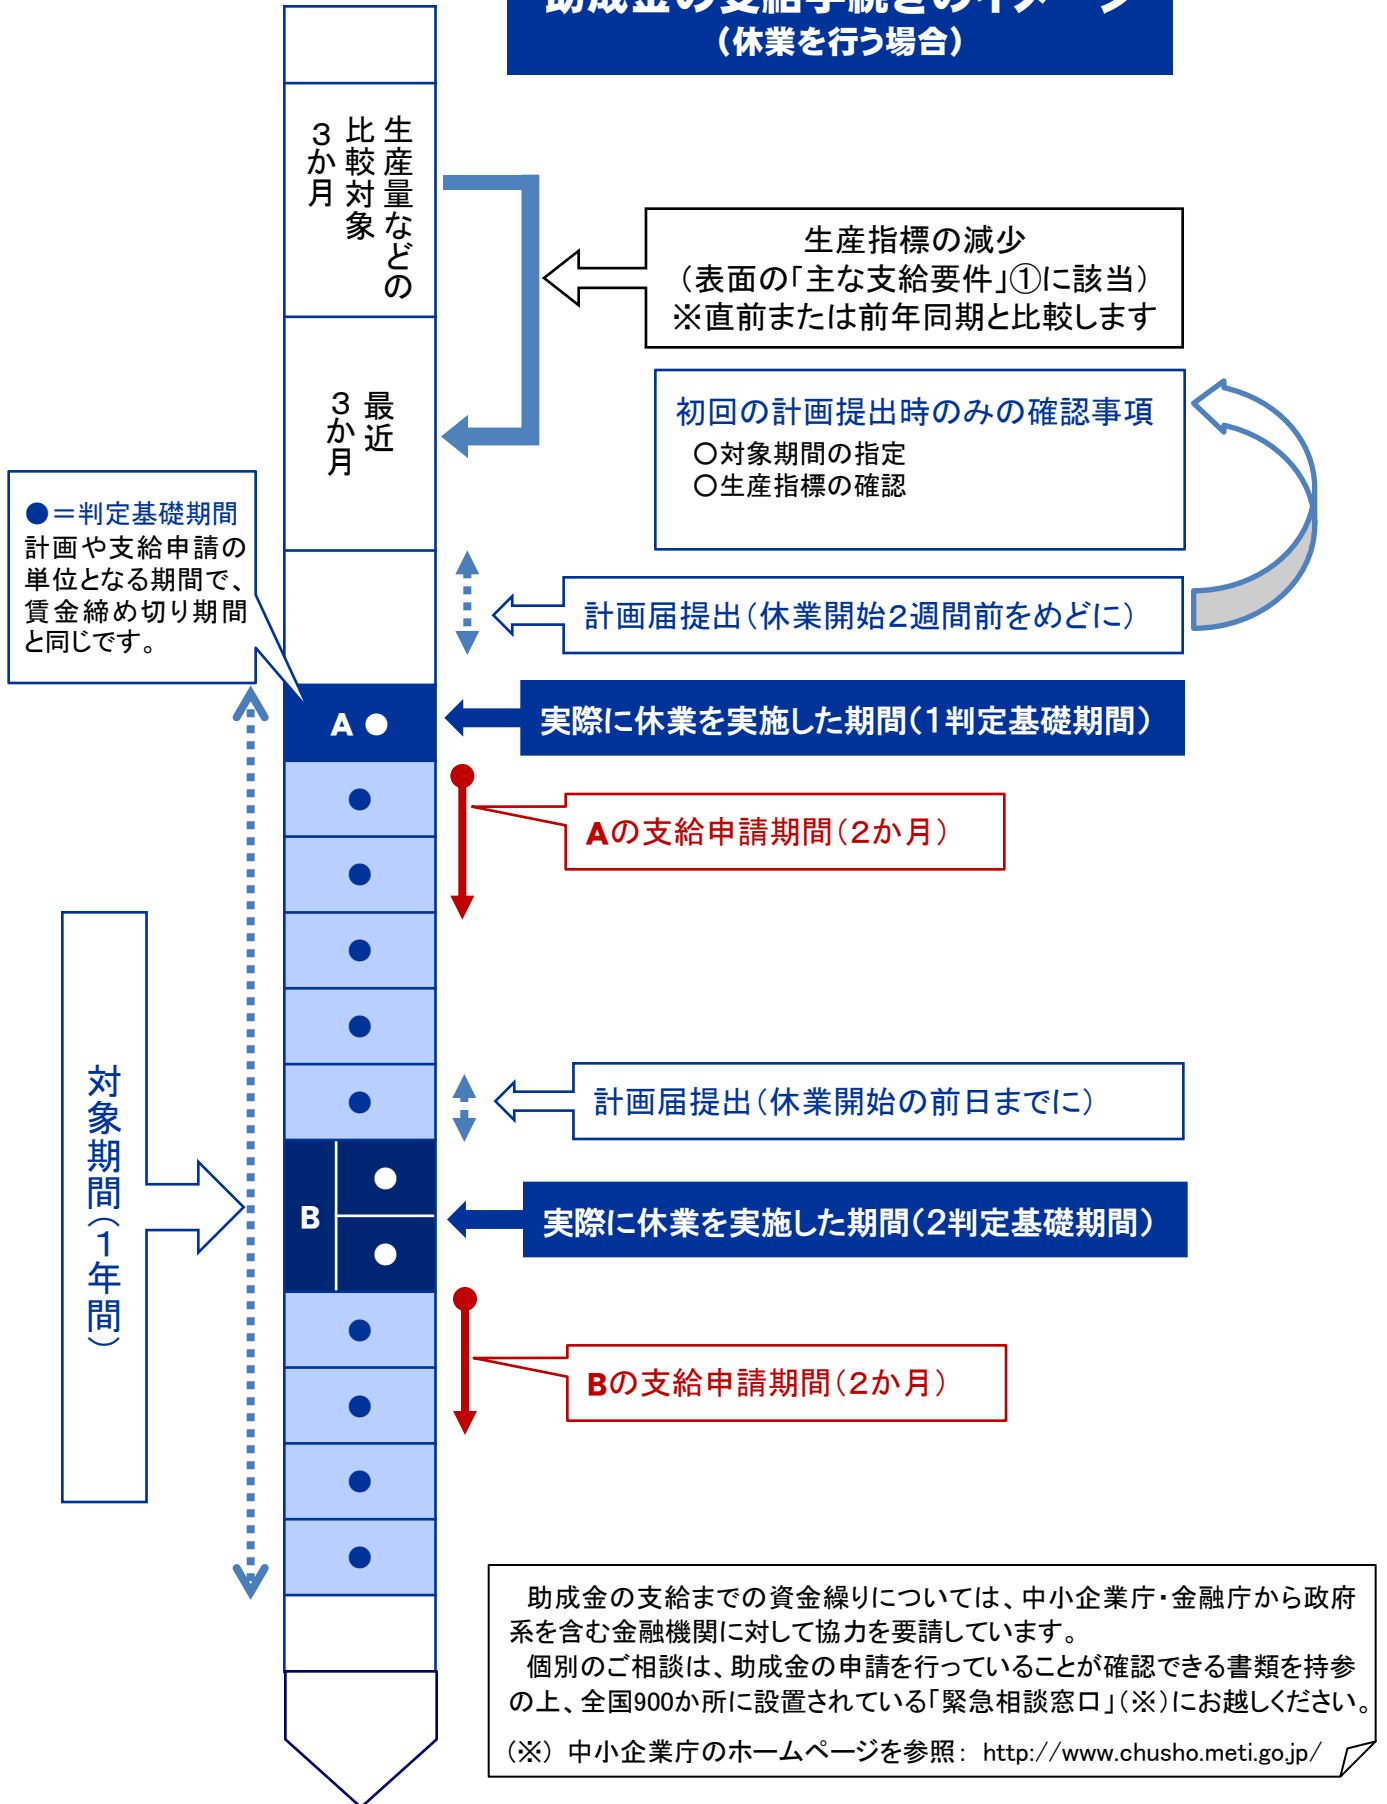 助成金の支給手続きのイメージ
(休業を行う場合)
生産量などの
比較対象
３か月
生産指標の減少
(表面の「主な支給要件」①に該当)
※直前または前年同期と比較します
最近
３か月
初回の計画提出時のみの確認事項
○対象期間の指定
○生産指標の確認
●＝判定基礎期間
計画や支給申請の
単位となる期間で、
賃金締め切り期間
と同じです。
計画届提出(休業開始２週間前をめどに)
A ●
実際に休業を実施した期間(１判定基礎期間)
Aの支給申請期間(２か月)
対象期間(１年間)
計画届提出(休業開始の前日までに)
B
実際に休業を実施した期間(２判定基礎期間)
Bの支給申請期間(２か月)
助成金の支給までの資金繰りについては、中小企業庁・金融庁から政府
系を含む金融機関に対して協力を要請しています。
個別のご相談は、助成金の申請を行っていることが確認できる書類を持参
の上、全国900か所に設置されている「緊急相談窓口」(※)にお越しください。
(※) 中小企業庁のホームページを参照： http://www.chusho.meti.go.jp/